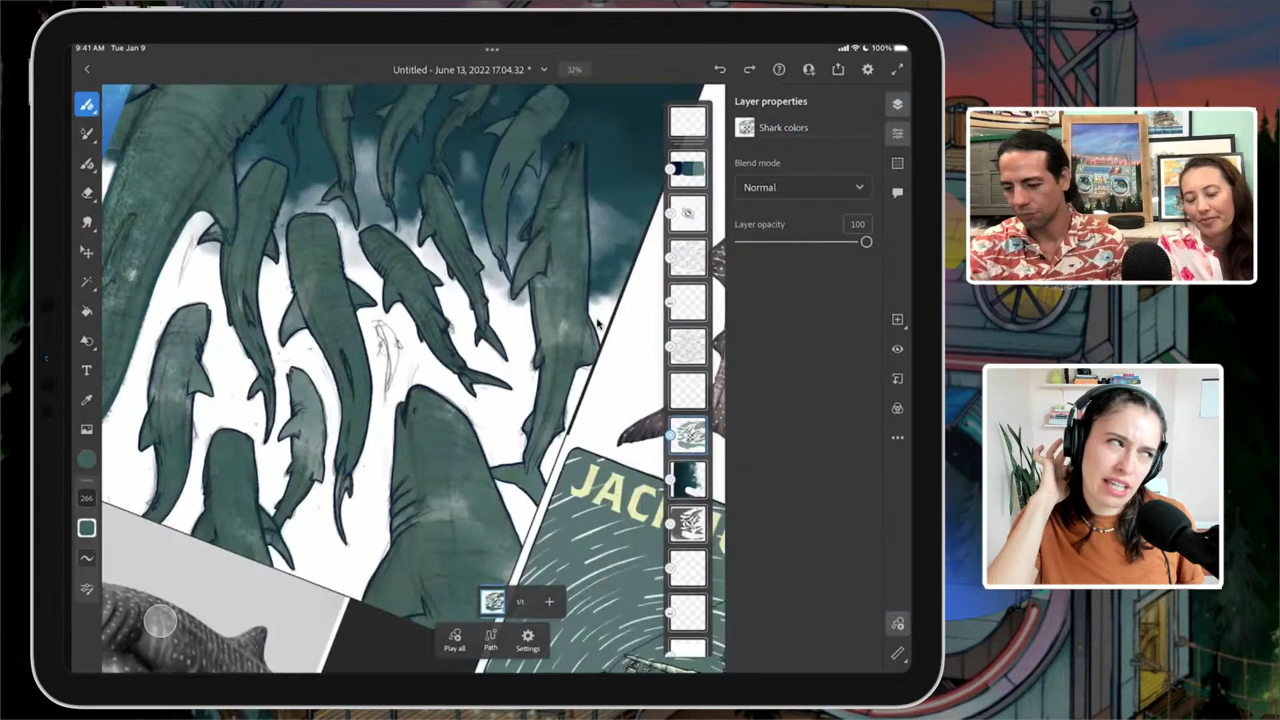 9:41 AM Tue Jan 9
100%
Untitled - June 13, 2022 17.04.32 *
32%
Layer properties
Shark colors
Blend mode
Normal
Layer opacity
100
T
266
JAC
1/1
Play all
Path
Settings